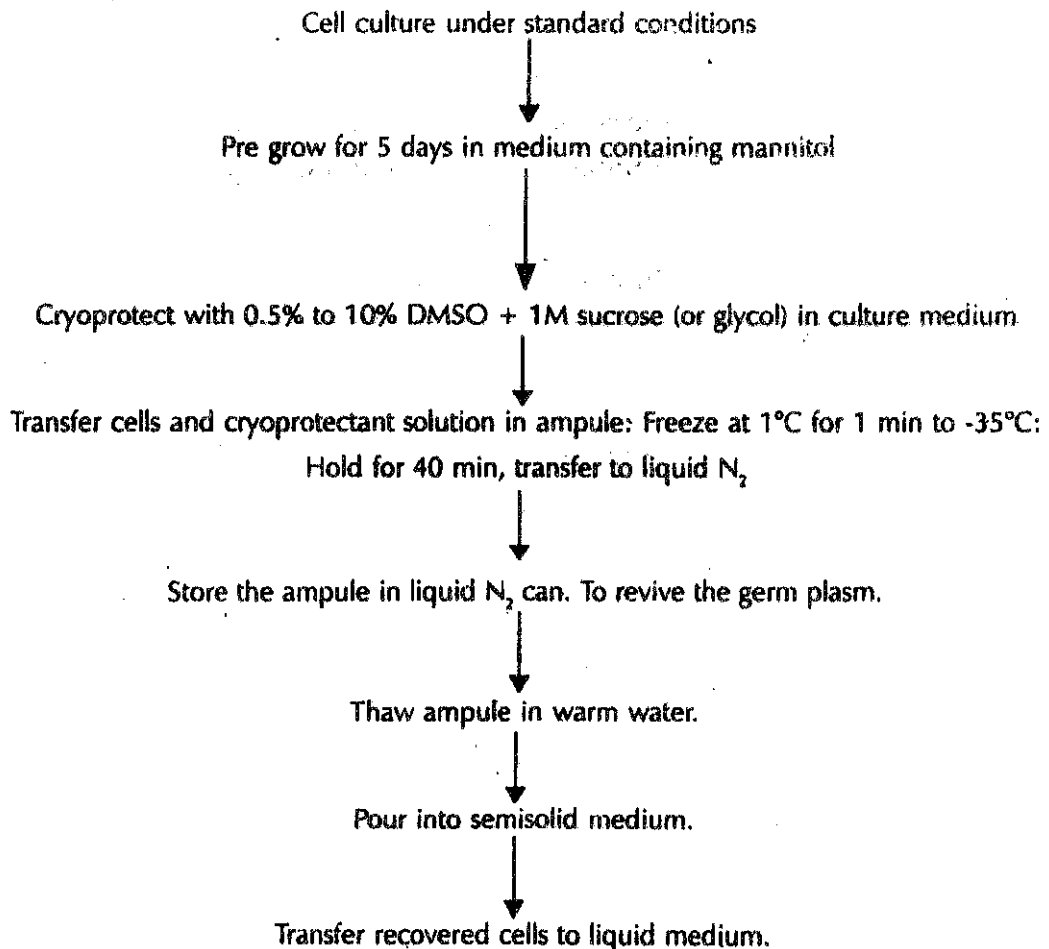 Cell culture under standard conditions
Pre grow for 5 days in medium containing mannitol
Cryoprotect with 0.5% to 10% DMSO + 1M sucrose (or glycol) in culture medium
Transfer cells and cryoprotectant solution in ampule: Freeze at 1°C for 1 min to -35°C:
Hold for 40 min, transfer to liquid N₂
Store the ampule in liquid N₂ can. To revive the germ plasm.
Thaw ampule in warm water.
Pour into semisolid medium.
Transfer recovered cells to liquid medium.